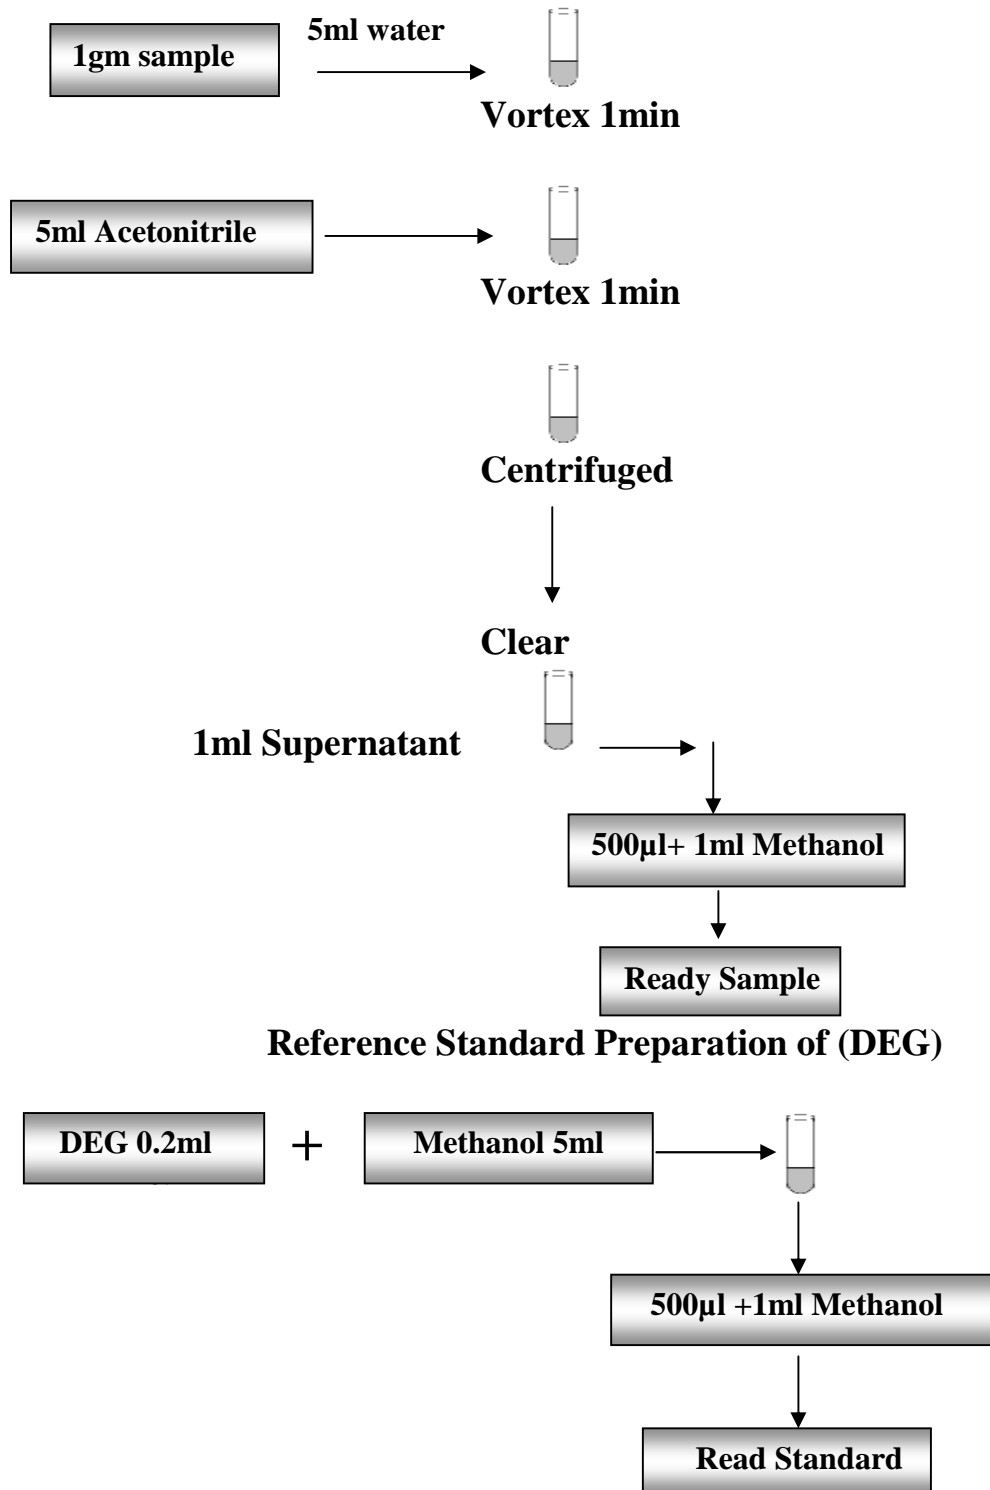 5ml water
1gm sample
Vortex 1min
5ml Acetonitrile
Vortex 1min
Centrifuged
Clear
1ml Supernatant
500µl+ 1ml Methanol
Ready Sample
Reference Standard Preparation of (DEG)
DEG 0.2ml + Methanol 5ml
500µl +1ml Methanol
Read Standard